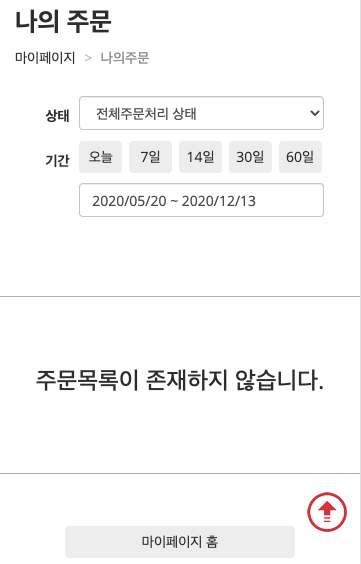 나의 주문
마이페이지 > 나의주문
상태 전체주문처리 상태
기간 오늘 7일 14일 30일 60일
2020/05/20 ~ 2020/12/13
주문목록이 존재하지 않습니다.
마이페이지 홈